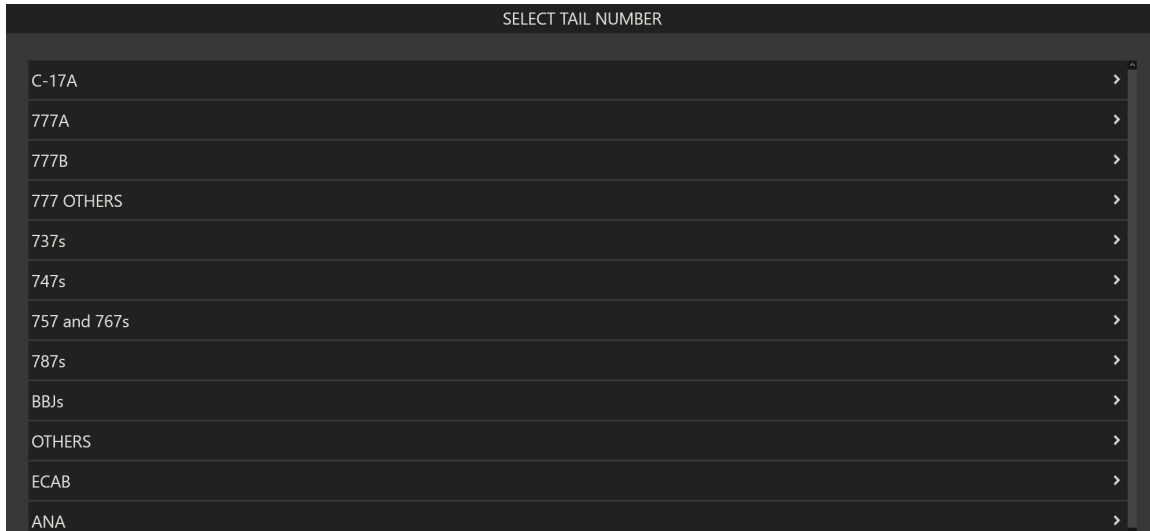 SELECT TAIL NUMBER
C-17A
777A
777B
777 OTHERS
737s
747s
757 and 767s
787s
BBJs
OTHERS
ECAB
ANA